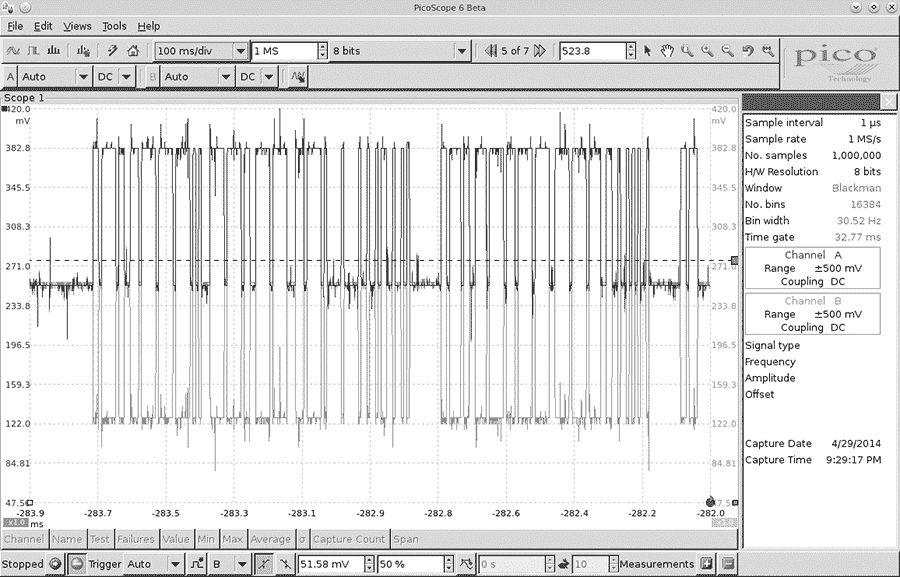 PicoScope 6 Beta
File Edit Views Tools Help
100 ms/div 1 MS 8 bits 5 of 7 523.8
pico
Technology
A Auto DC B Auto DC
Scope 1
420.0 420.0
mV mV
382.8 382.8
345.5 345.5
308.3 308.3
271.0 271.0
233.8 233.8
196.5 196.5
159.3 159.3
122.0 122.0
84.81 84.81
47.5 7.5
-283.9 -283.7 -283.5 -283.3 -283.1 -282.9 -282.8 -282.6 -282.4 -282.2 -282.0
x1.0 ms
Sample interval 1 µs
Sample rate 1 MS/s
No. samples 1,000,000
H/W Resolution 8 bits
Window Blackman
No. bins 16384
Bin width 30.52 Hz
Time gate 32.77 ms
Channel A
Range ±500 mV
Coupling DC
Channel B
Range ±500 mV
Coupling DC
Signal type
Frequency
Amplitude
Offset
Capture Date 4/29/2014
Capture Time 9:29:17 PM
Channel Name Test Failures Value Min Max Average σ Capture Count Span
Stopped Trigger Auto B 51.58 mV 50 % 0 s 10 Measurements